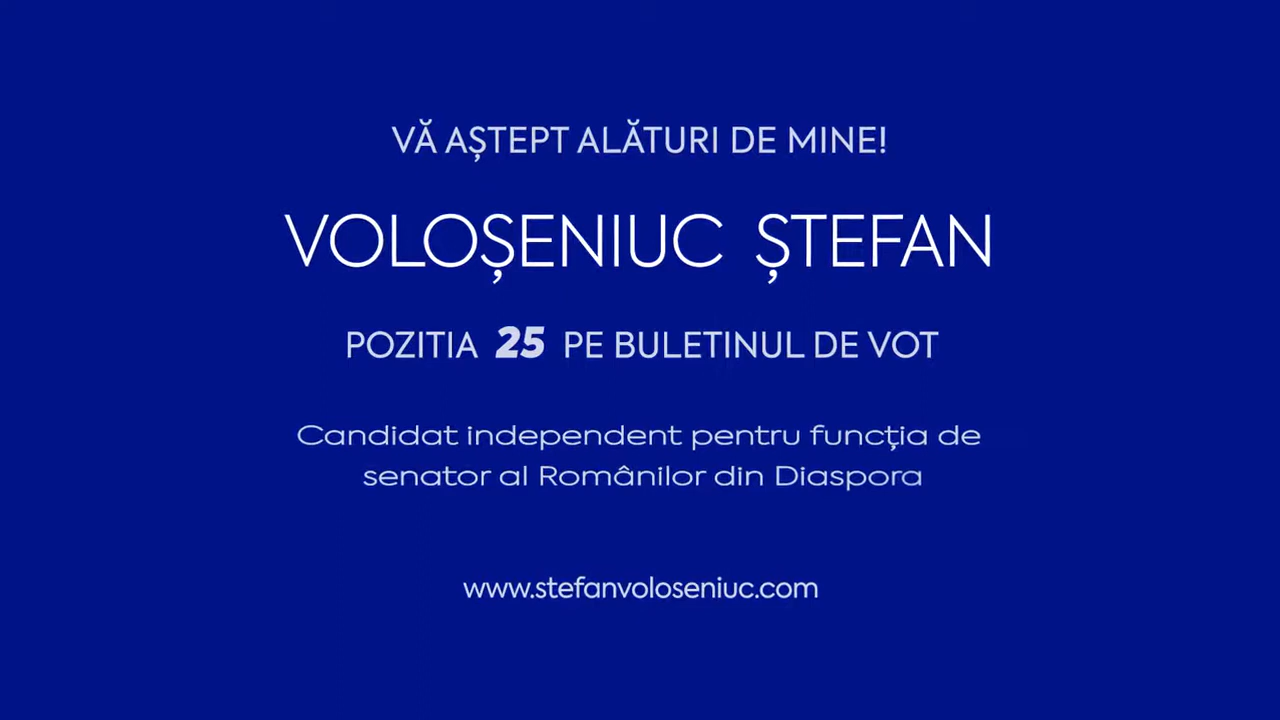 VĂ AȘTEPT ALĂTURI DE MINE!
VOLOȘENIUC ȘTEFAN
POZITIA 25 PE BULETINUL DE VOT
Candidat independent pentru funcția de
senator al Românilor din Diaspora
www.stefanvoloseniuc.com